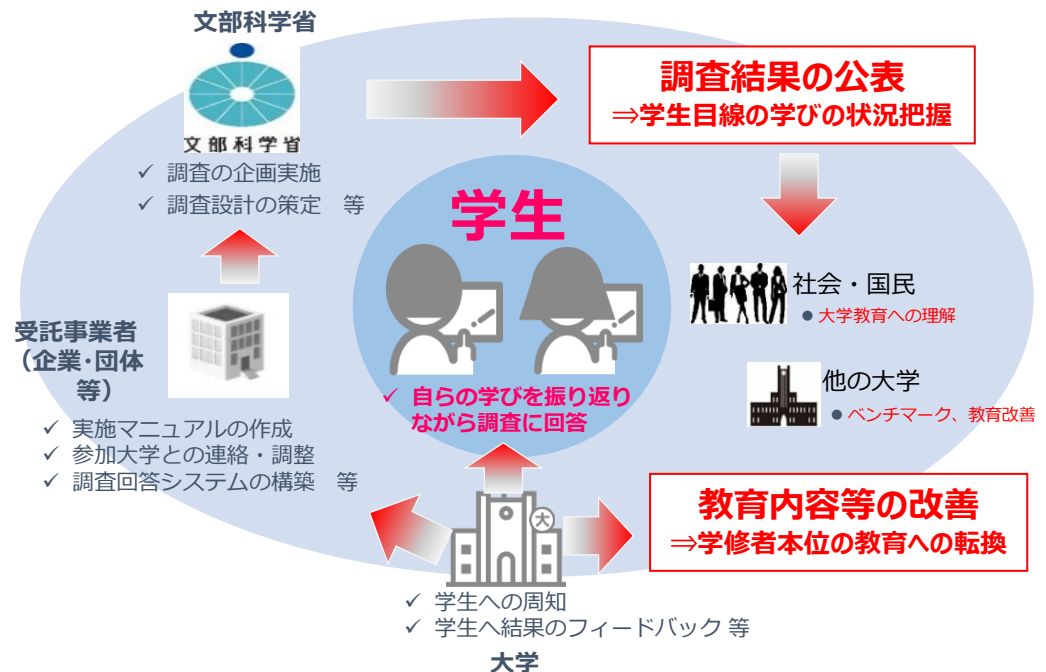 文部科学省
文部科学省
✓ 調査の企画実施
✓ 調査設計の策定　等
調査結果の公表
⇒学生目線の学びの状況把握
学生
✓ 自らの学びを振り返り
ながら調査に回答
社会・国民
● 大学教育への理解
他の大学
● ベンチマーク、教育改善
受託事業者
（企業・団体
等）
✓ 実施マニュアルの作成
✓ 参加大学との連絡・調整
✓ 調査回答システムの構築　等
教育内容等の改善
⇒学修者本位の教育への転換
大
✓ 学生への周知
✓ 学生へ結果のフィードバック 等
大学